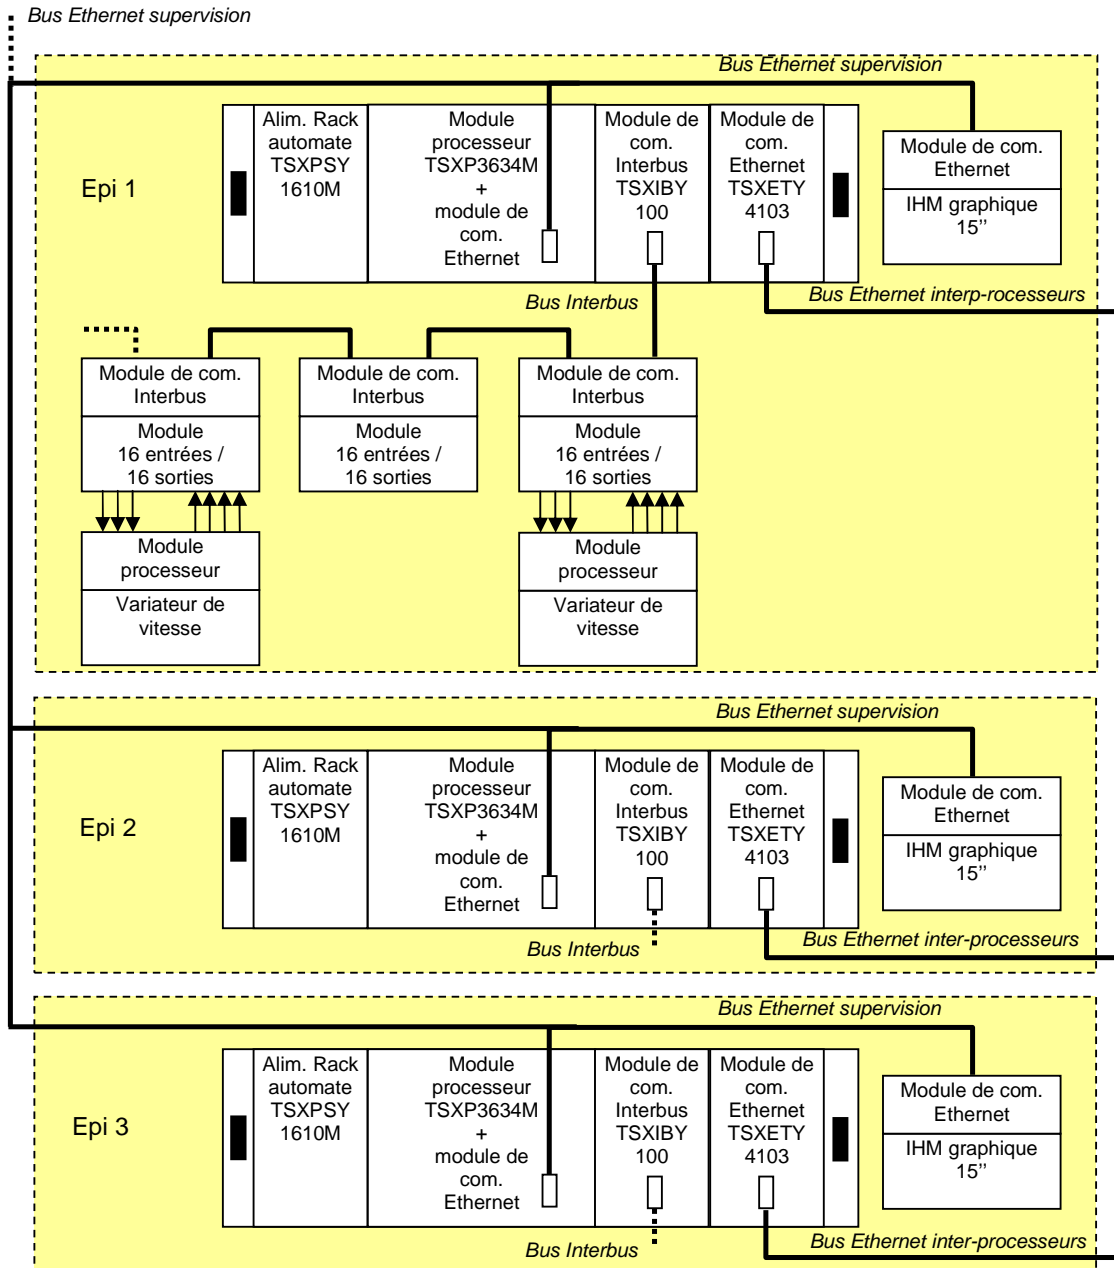 Bus Ethernet supervision
Bus Ethernet supervision
Epi 1
Alim. Rack
automate
TSXPSY
1610M
Module
processeur
TSXP3634M
+
module de
com.
Ethernet
Module de
com.
Interbus
TSXIBY
100
Module de
com.
Ethernet
TSXETY
4103
Module de com.
Ethernet
IHM graphique
15’’
Bus Interbus
Bus Ethernet interp-rocesseurs
Module de com.
Interbus
Module
16 entrées /
16 sorties
Module de com.
Interbus
Module
16 entrées /
16 sorties
Module de com.
Interbus
Module
16 entrées /
16 sorties
Module
processeur
Variateur de
vitesse
Module
processeur
Variateur de
vitesse
Bus Ethernet supervision
Epi 2
Alim. Rack
automate
TSXPSY
1610M
Module
processeur
TSXP3634M
+
module de
com.
Ethernet
Module de
com.
Interbus
TSXIBY
100
Module de
com.
Ethernet
TSXETY
4103
Module de com.
Ethernet
IHM graphique
15’’
Bus Interbus
Bus Ethernet inter-processeurs
Bus Ethernet supervision
Epi 3
Alim. Rack
automate
TSXPSY
1610M
Module
processeur
TSXP3634M
+
module de
com.
Ethernet
Module de
com.
Interbus
TSXIBY
100
Module de
com.
Ethernet
TSXETY
4103
Module de com.
Ethernet
IHM graphique
15’’
Bus Interbus
Bus Ethernet inter-processeurs